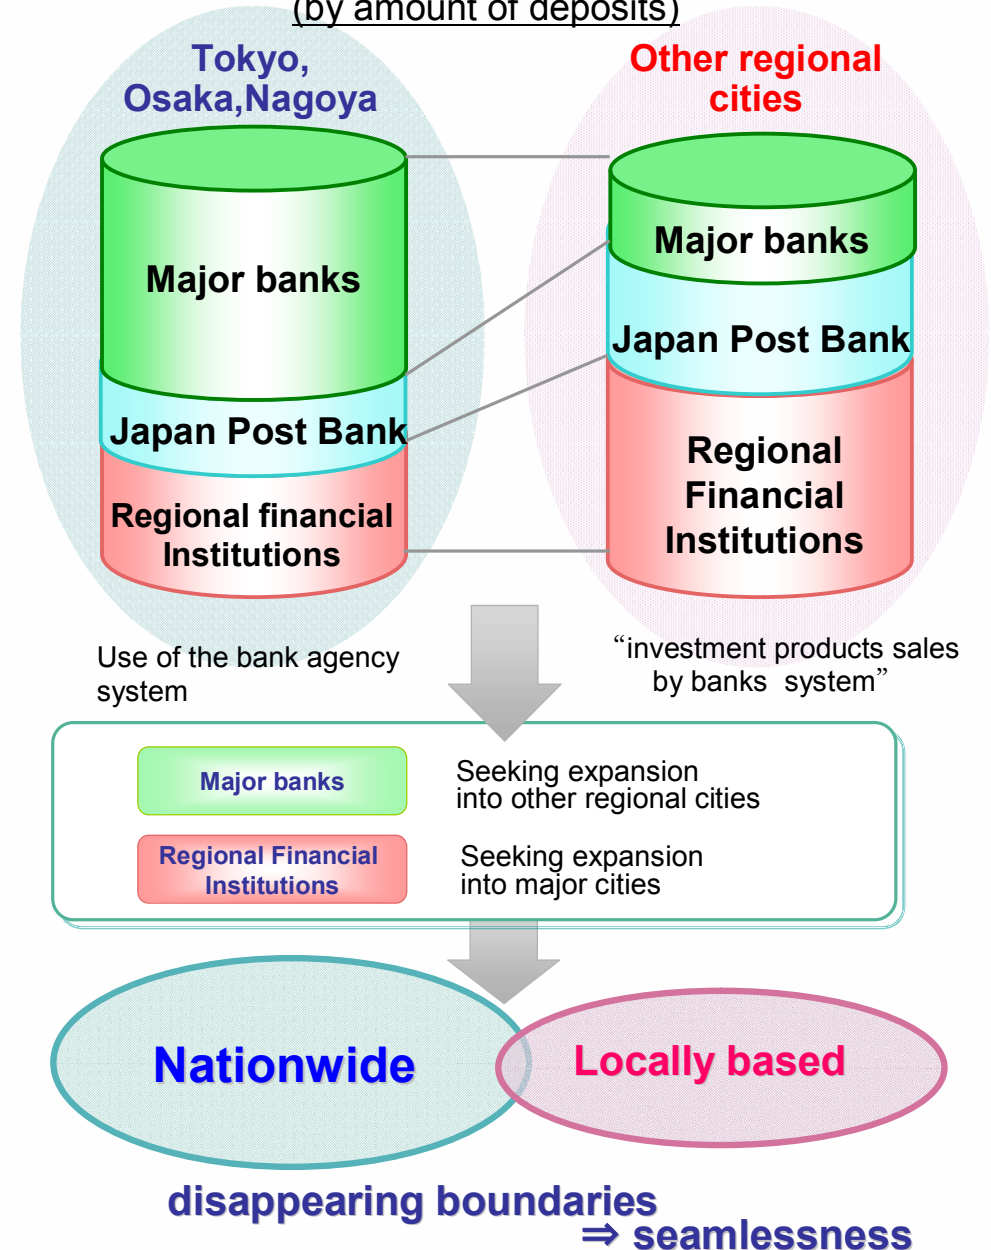 (by amount of deposits)
Tokyo,
Osaka,Nagoya
Other regional
cities
Major banks
Japan Post Bank
Regional financial
Institutions
Major banks
Japan Post Bank
Regional
Financial
Institutions
Use of the bank agency
system
“investment products sales
by banks system”
Major banks
Seeking expansion
into other regional cities
Regional Financial
Institutions
Seeking expansion
into major cities
Nationwide
Locally based
disappearing boundaries
⇒ seamlessness